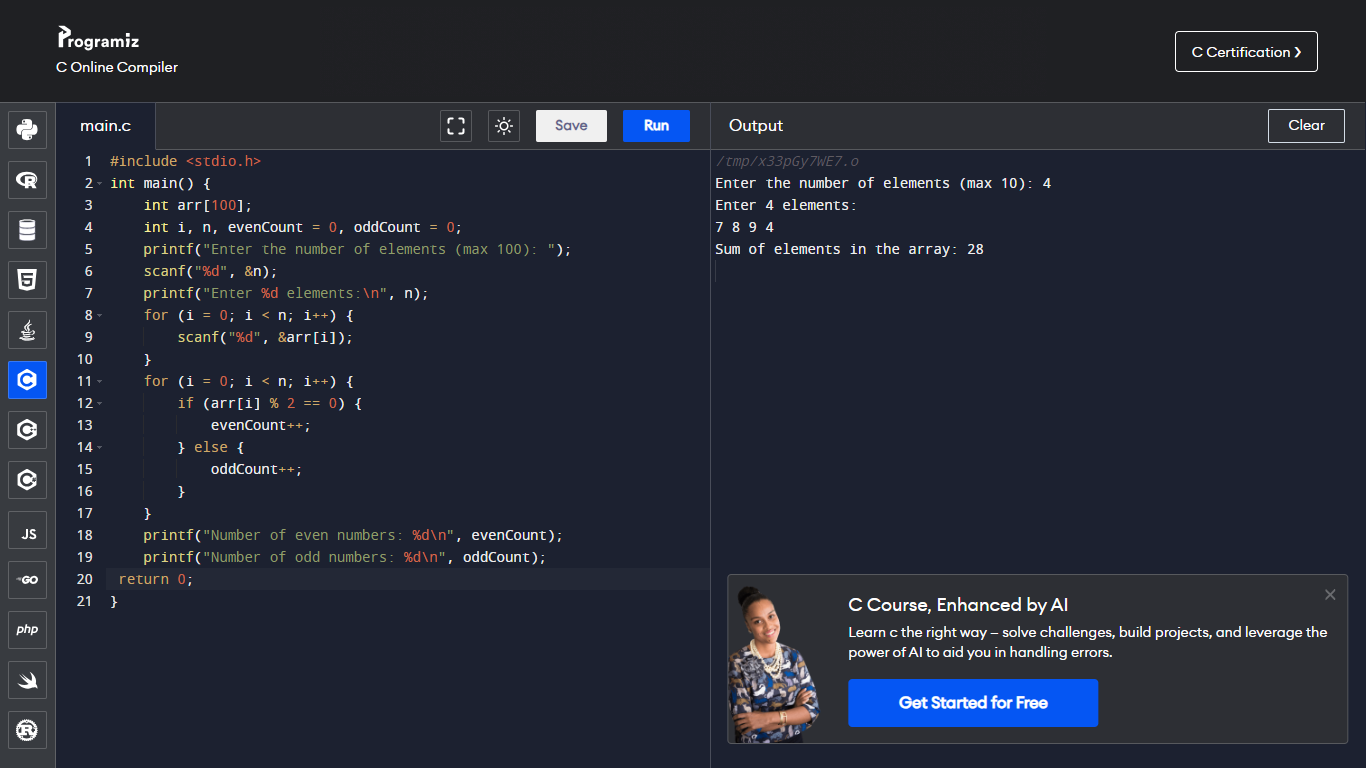 Programiz
C Online Compiler
C Certification ❯
main.c
Save
Run
Output
Clear
1 #include <stdio.h>
2 int main() {
3 int arr[100];
4 int i, n, evenCount = 0, oddCount = 0;
5 printf("Enter the number of elements (max 100): ");
6 scanf("%d", &n);
7 printf("Enter %d elements:\n", n);
8 for (i = 0; i < n; i++) {
9 scanf("%d", &arr[i]);
10 }
11 for (i = 0; i < n; i++) {
12 if (arr[i] % 2 == 0) {
13 evenCount++;
14 } else {
15 oddCount++;
16 }
17 }
18 printf("Number of even numbers: %d\n", evenCount);
19 printf("Number of odd numbers: %d\n", oddCount);
20 return 0;
21 }
/tmp/x33pGy7WE7.o
Enter the number of elements (max 10): 4
Enter 4 elements:
7 8 9 4
Sum of elements in the array: 28
JS
GO
php
C Course, Enhanced by AI
Learn c the right way – solve challenges, build projects, and leverage the
power of AI to aid you in handling errors.
Get Started for Free